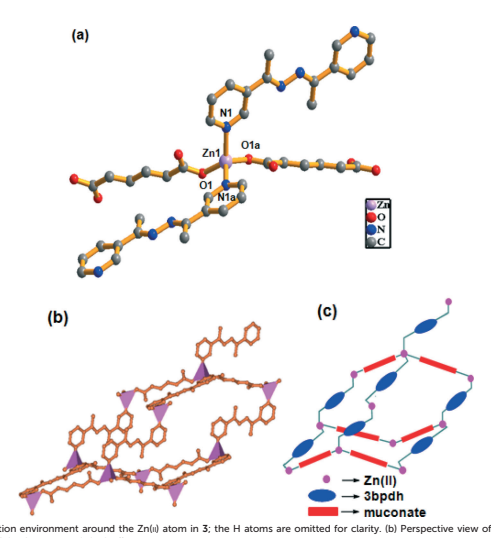 (a)
N1
Zn1
O1a
O1
N1a
Zn
O
N
C
(b)
(c)
Zn(II)
3bpdh
muconate
tion environment around the Zn(II) atom in 3; the H atoms are omitted for clarity. (b) Perspective view of